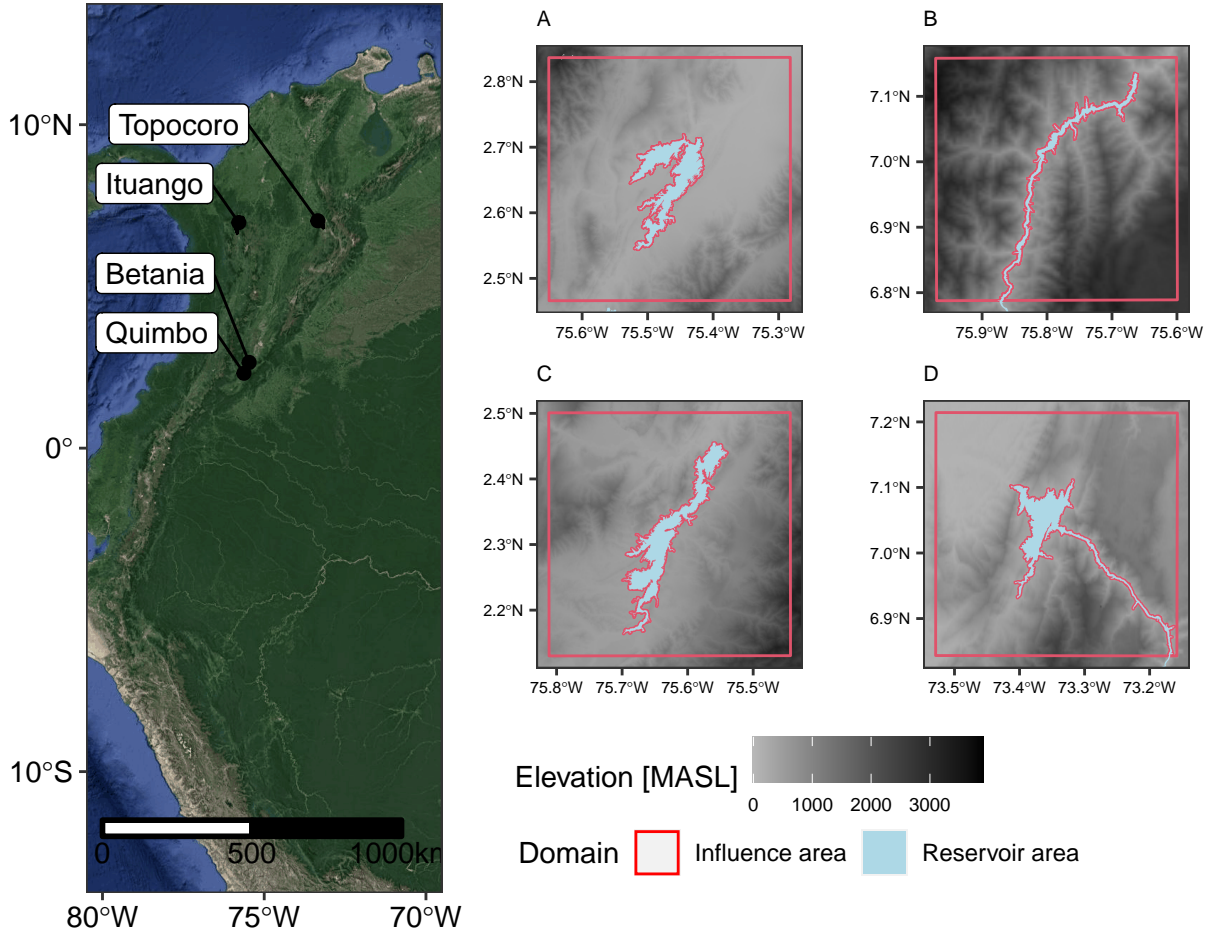 10°N
0°
10°S
80°W
75°W
70°W
Topocoro
Ituango
Betania
Quimbo
0
500
1000km
A
2.8°N
2.7°N
2.6°N
2.5°N
75.6°W
75.5°W
75.4°W
75.3°W
B
7.1°N
7.0°N
6.9°N
6.8°N
75.9°W
75.8°W
75.7°W
75.6°W
C
2.5°N
2.4°N
2.3°N
2.2°N
75.8°W
75.7°W
75.6°W
75.5°W
D
7.2°N
7.1°N
7.0°N
6.9°N
73.5°W
73.4°W
73.3°W
73.2°W
Elevation [MASL]
0 1000 2000 3000
Domain Influence area Reservoir area